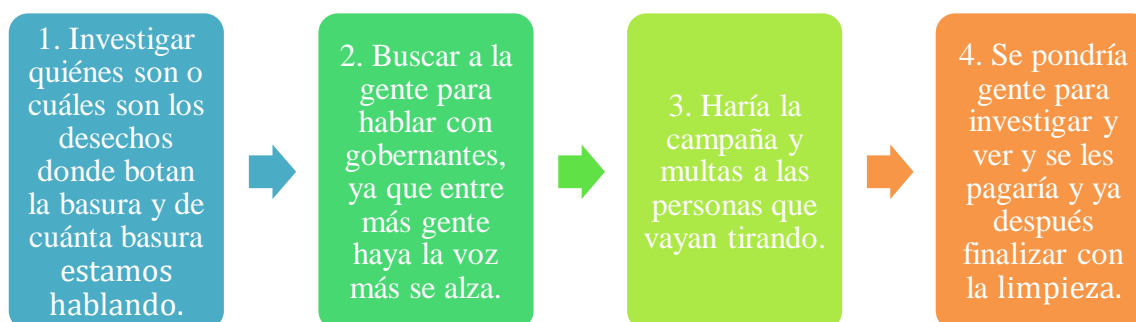 1. Investigar
quiénes son o
cuáles son los
desechos
donde botan
la basura y de
cuánta basura
estamos
hablando.
2. Buscar a la
gente para
hablar con
gobernantes,
ya que entre
más gente
haya la voz
más se alza.
3. Haría la
campaña y
multas a las
personas que
vayan tirando.
4. Se pondría
gente para
investigar y
ver y se les
pagaría y ya
después
finalizar con
la limpieza.